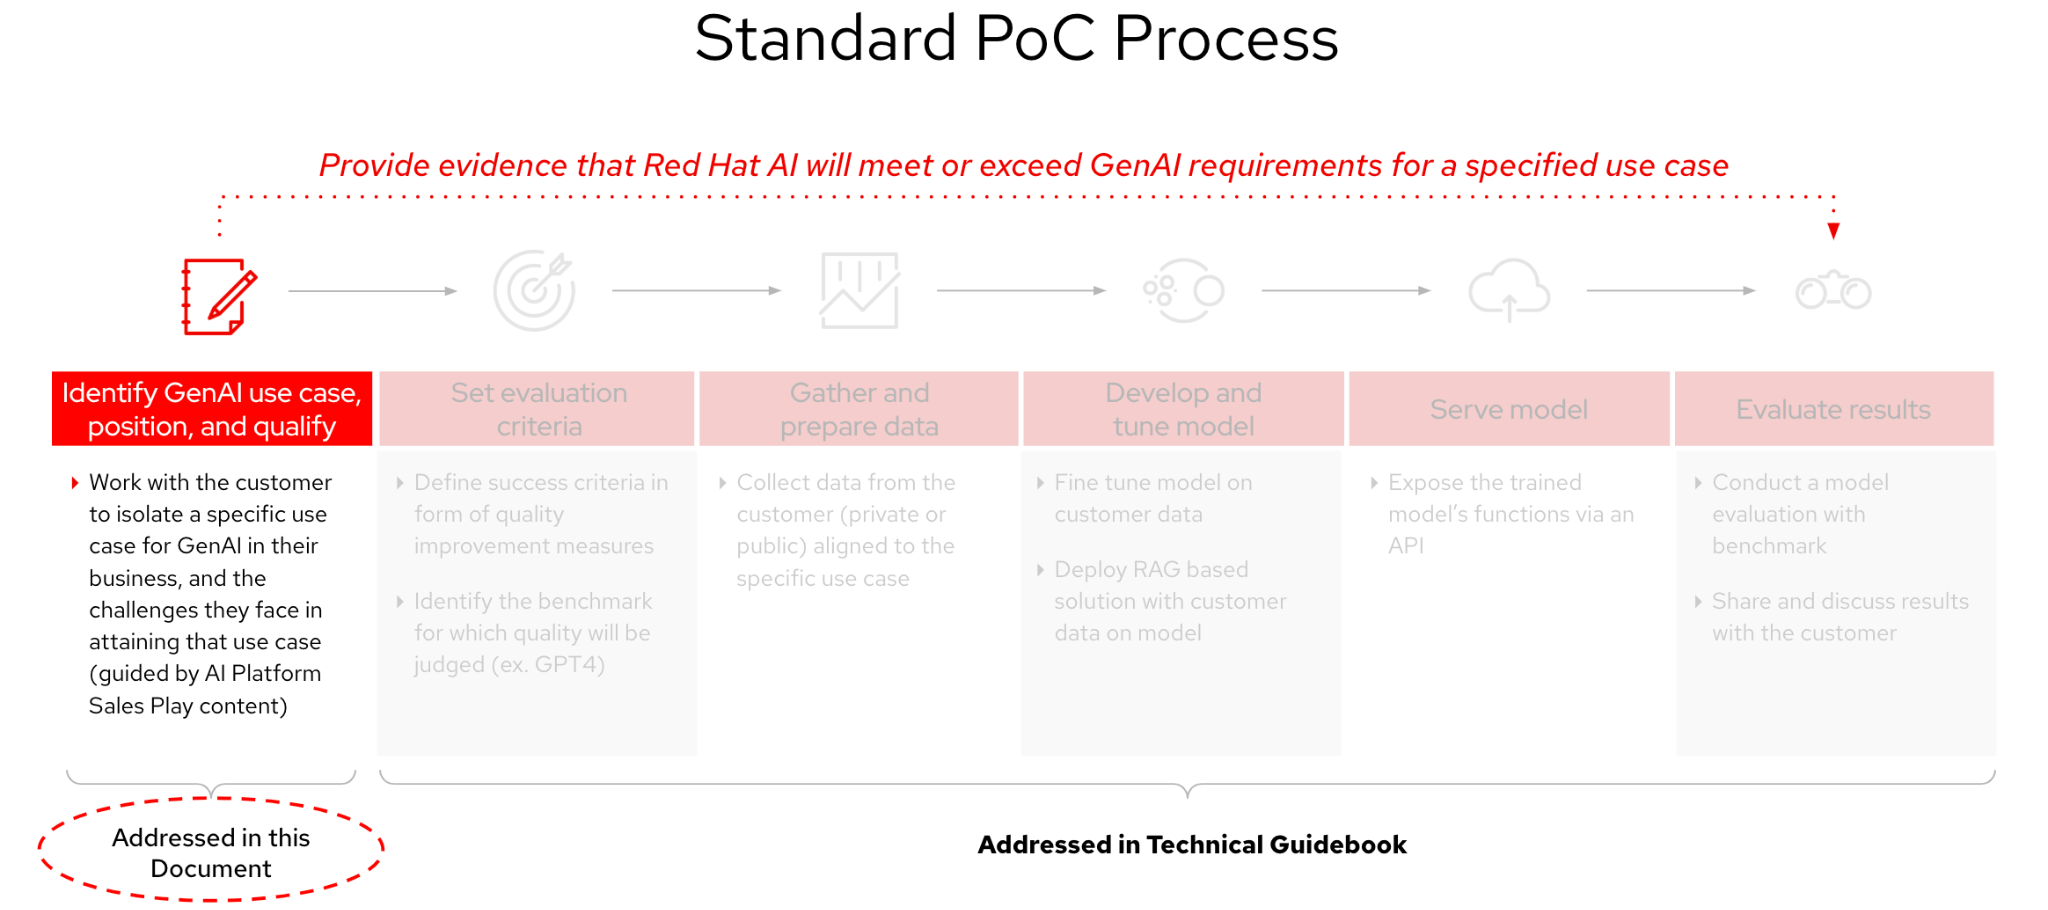 Standard PoC Process
Provide evidence that Red Hat AI will meet or exceed GenAI requirements for a specified use case
Identify GenAI use case,
position, and qualify
Work with the customer
to isolate a specific use
case for GenAI in their
business, and the
challenges they face in
attaining that use case
(guided by AI Platform
Sales Play content)
Set evaluation
criteria
Define success criteria in
form of quality
improvement measures
Identify the benchmark
for which quality will be
judged (ex. GPT4)
Gather and
prepare data
Collect data from the
customer (private or
public) aligned to the
specific use case
Develop and
tune model
Fine tune model on
customer data
Deploy RAG based
solution with customer
data on model
Serve model
Expose the trained
model's functions via an
API
Evaluate results
Conduct a model
evaluation with
benchmark
Share and discuss results
with the customer
Addressed in this
Document
Addressed in Technical Guidebook